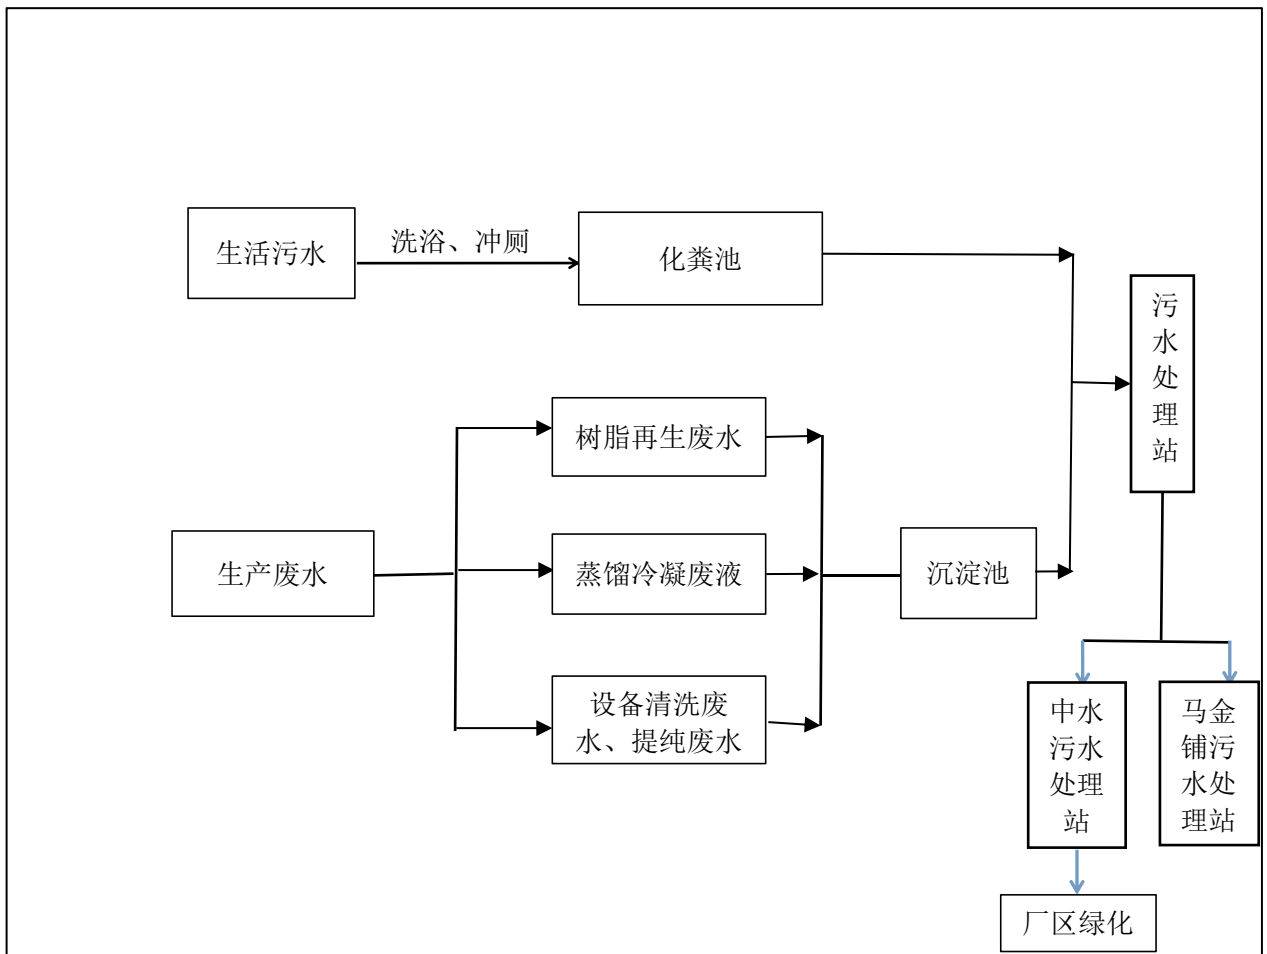 生活污水
洗浴、冲厕
化粪池
污
水
处
理
站
树脂再生废水
生产废水
蒸馏冷凝废液
沉淀池
设备清洗废
水、提纯废水
中水
污水
处理
站
马金
铺污
水处
理站
厂区绿化